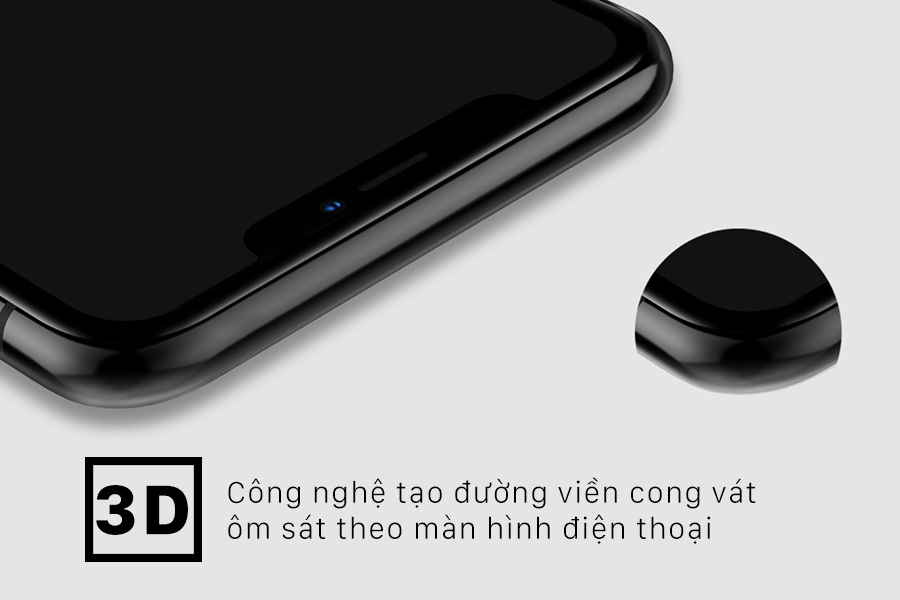 3D
Công nghệ tạo đường viền cong vát
ôm sát theo màn hình điện thoại